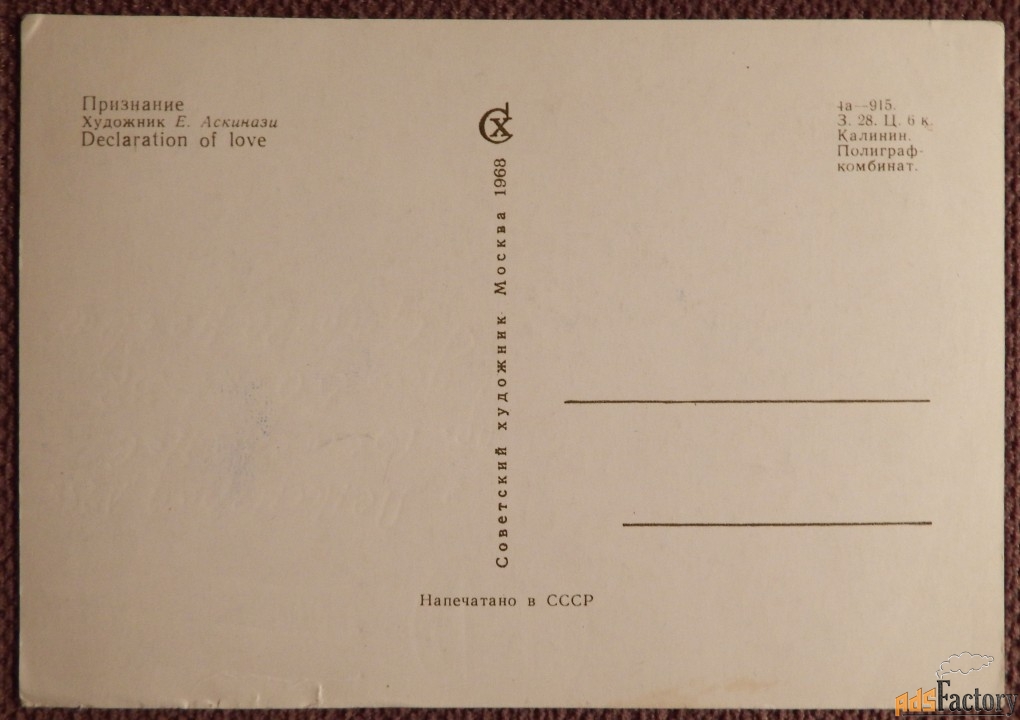 Признание
Художник Е. Аскинази
Declaration of love
СХ
Советский художник Москва 1968
4а—915.
З. 28. Ц. 6 к.
Калинин.
Полиграф-
комбинат.
Напечатано в СССР
AdsFactory